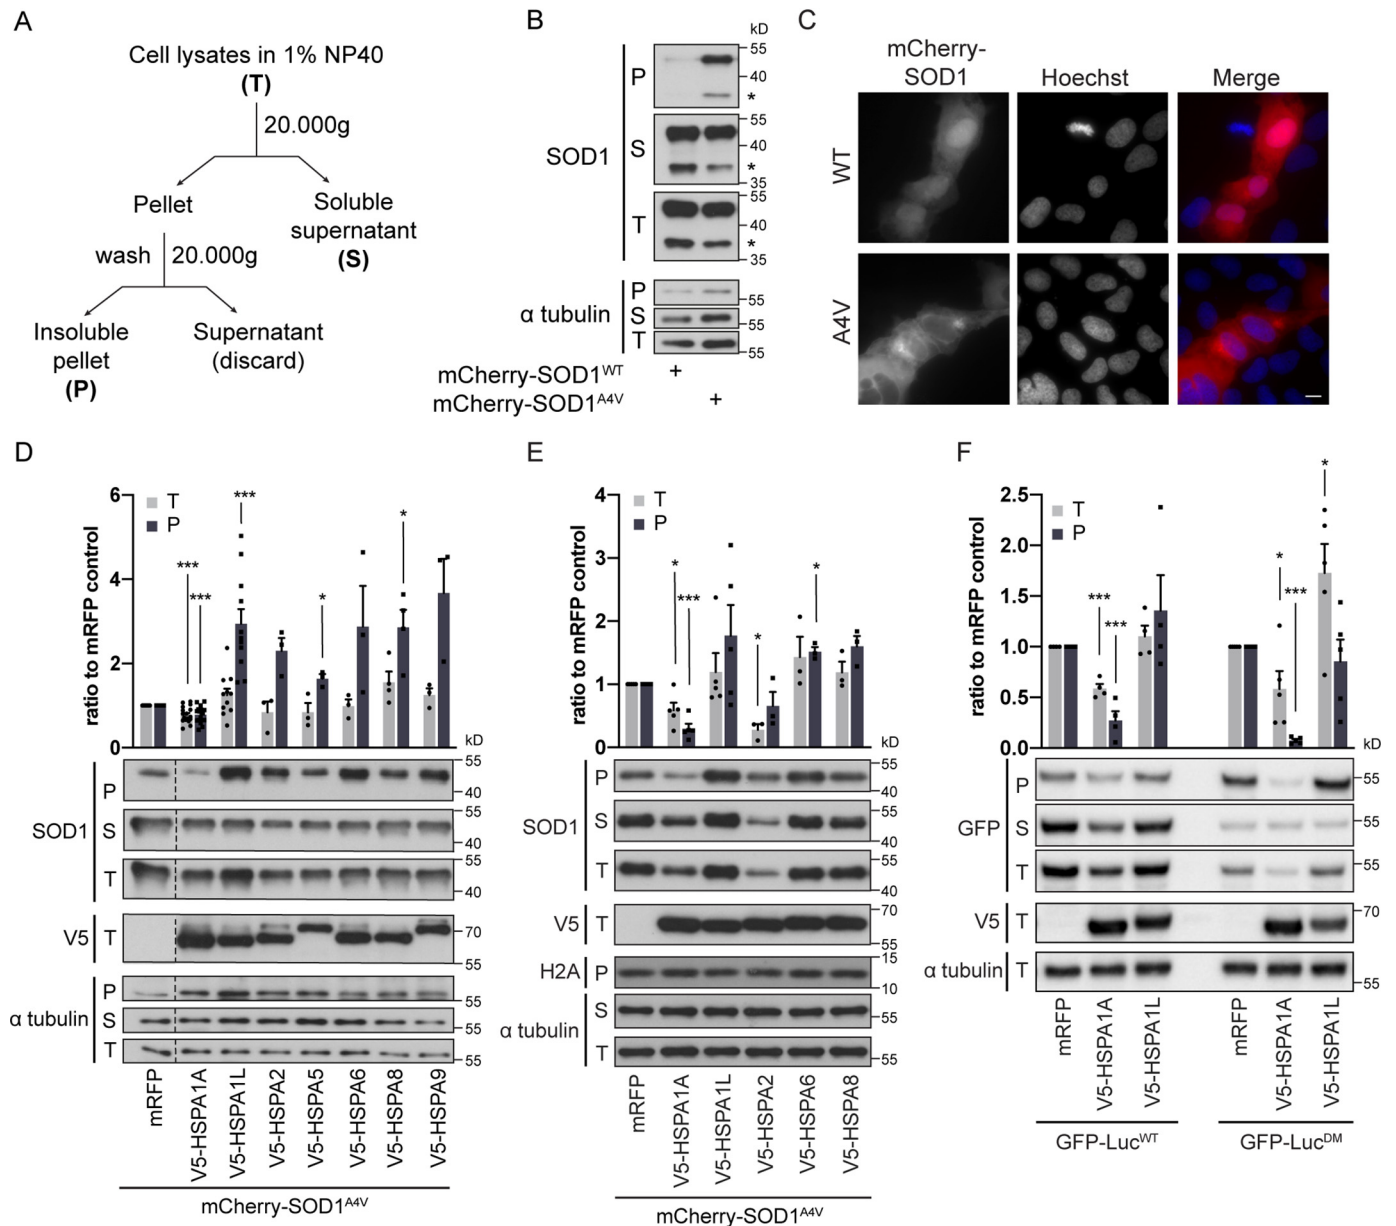 A
Cell lysates in 1% NP40
(T)
20.000g
Pellet
Soluble
supernatant
(S)
wash
20.000g
Insoluble
pellet
(P)
Supernatant
(discard)
B
kD
SOD1
P
55
40
*
S
55
40
*
35
T
55
40
*
35
α tubulin
P
55
S
55
T
55
mCherry-SOD1WT
+
mCherry-SOD1A4V
+
C
mCherry-
SOD1
Hoechst
Merge
WT
A4V
D
ratio to mRFP control
6
4
2
0
T
P
***
***
***
*
*
kD
SOD1
P
55
40
S
55
40
T
55
40
V5
T
70
55
α tubulin
P
55
S
55
T
55
mRFP
V5-HSPA1A
V5-HSPA1L
V5-HSPA2
V5-HSPA5
V5-HSPA6
V5-HSPA8
V5-HSPA9
mCherry-SOD1A4V
E
ratio to mRFP control
4
3
2
1
0
T
P
*
***
*
*
kD
SOD1
P
55
40
S
55
40
T
55
40
V5
T
70
55
H2A
P
15
10
α tubulin
S
55
T
55
mRFP
V5-HSPA1A
V5-HSPA1L
V5-HSPA2
V5-HSPA6
V5-HSPA8
mCherry-SOD1A4V
F
ratio to mRFP control
2.5
2.0
1.5
1.0
0.5
0.0
T
P
***
***
*
***
*
kD
GFP
P
55
S
55
T
55
V5
T
70
α tubulin
T
55
mRFP
V5-HSPA1A
V5-HSPA1L
mRFP
V5-HSPA1A
V5-HSPA1L
GFP-LucWT
GFP-LucDM